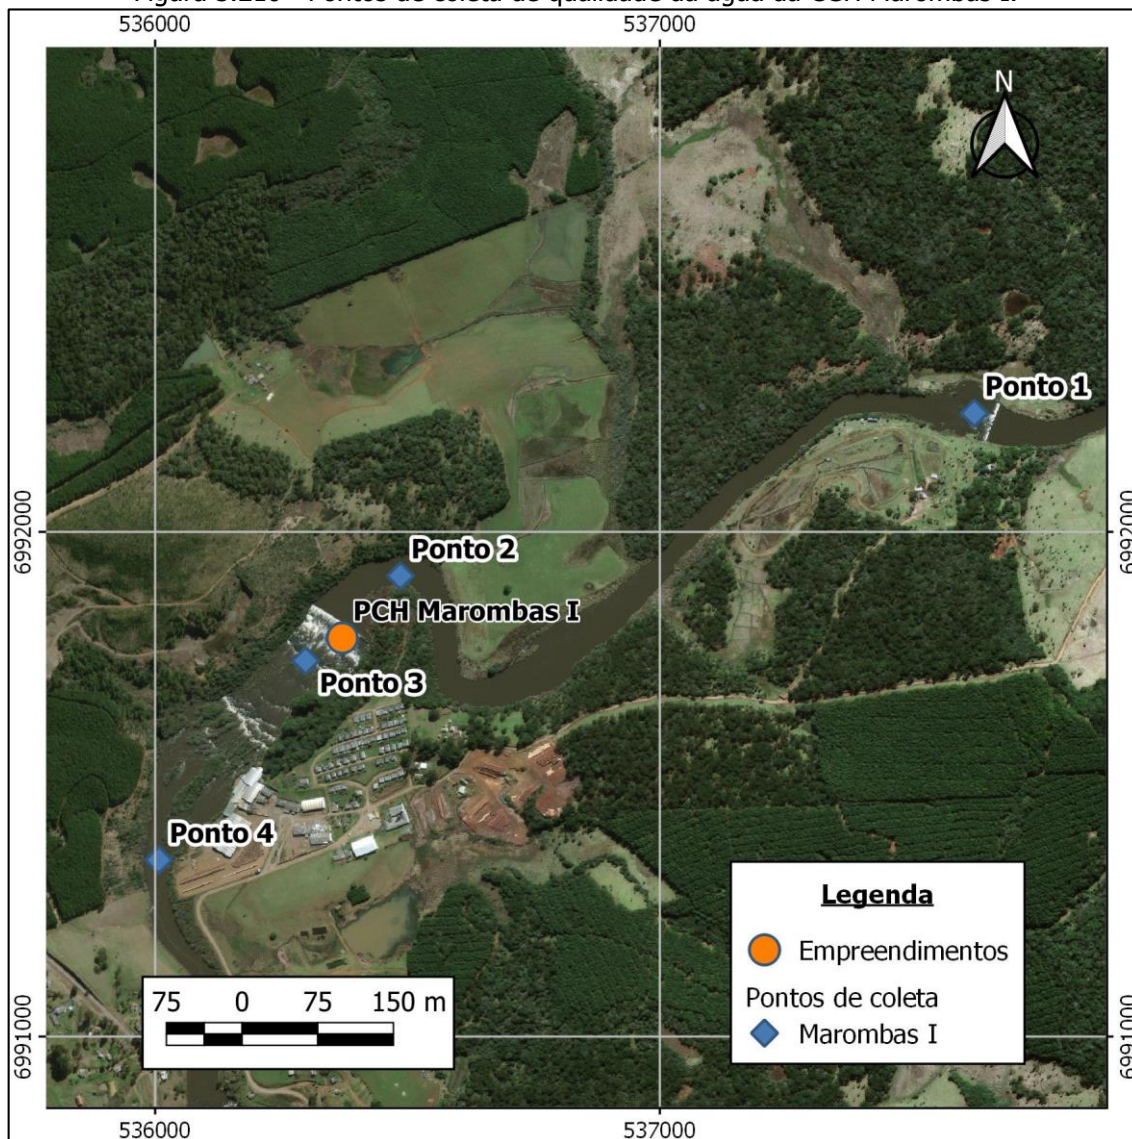 536000 537000
N
Ponto 1
6992000 6992000
Ponto 2
PCH Marombas I
Ponto 3
Ponto 4
Legenda
Empreendimentos
Pontos de coleta
Marombas I
75 0 75 150 m
6991000 6991000
536000 537000